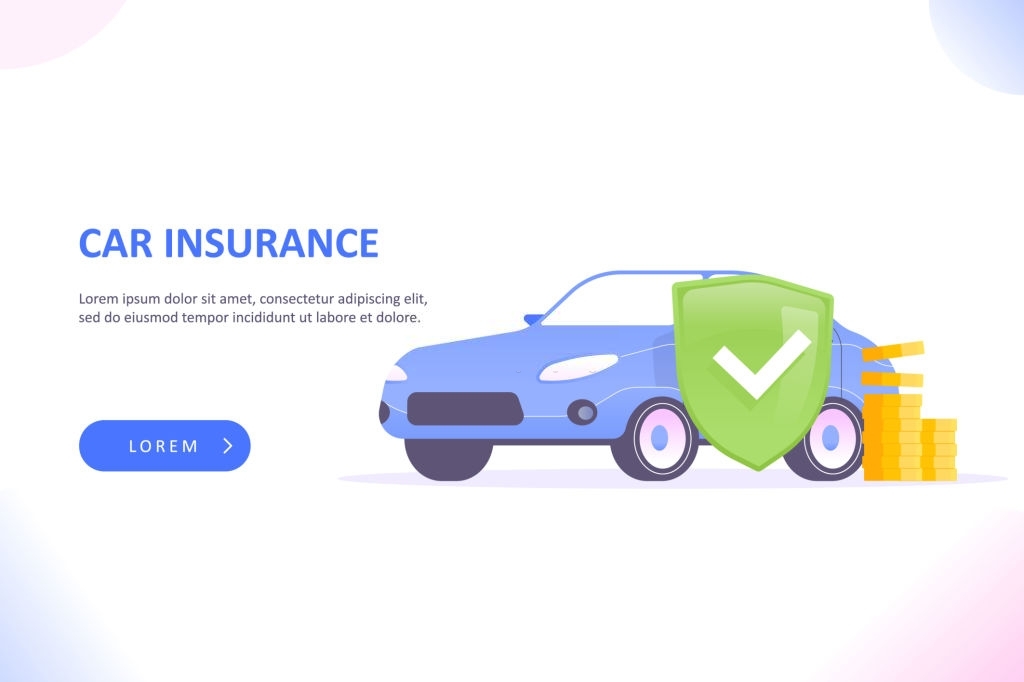 CAR INSURANCE
Lorem ipsum dolor sit amet, consectetur adipiscing elit,
sed do eiusmod tempor incididunt ut labore et dolore.
LOREM